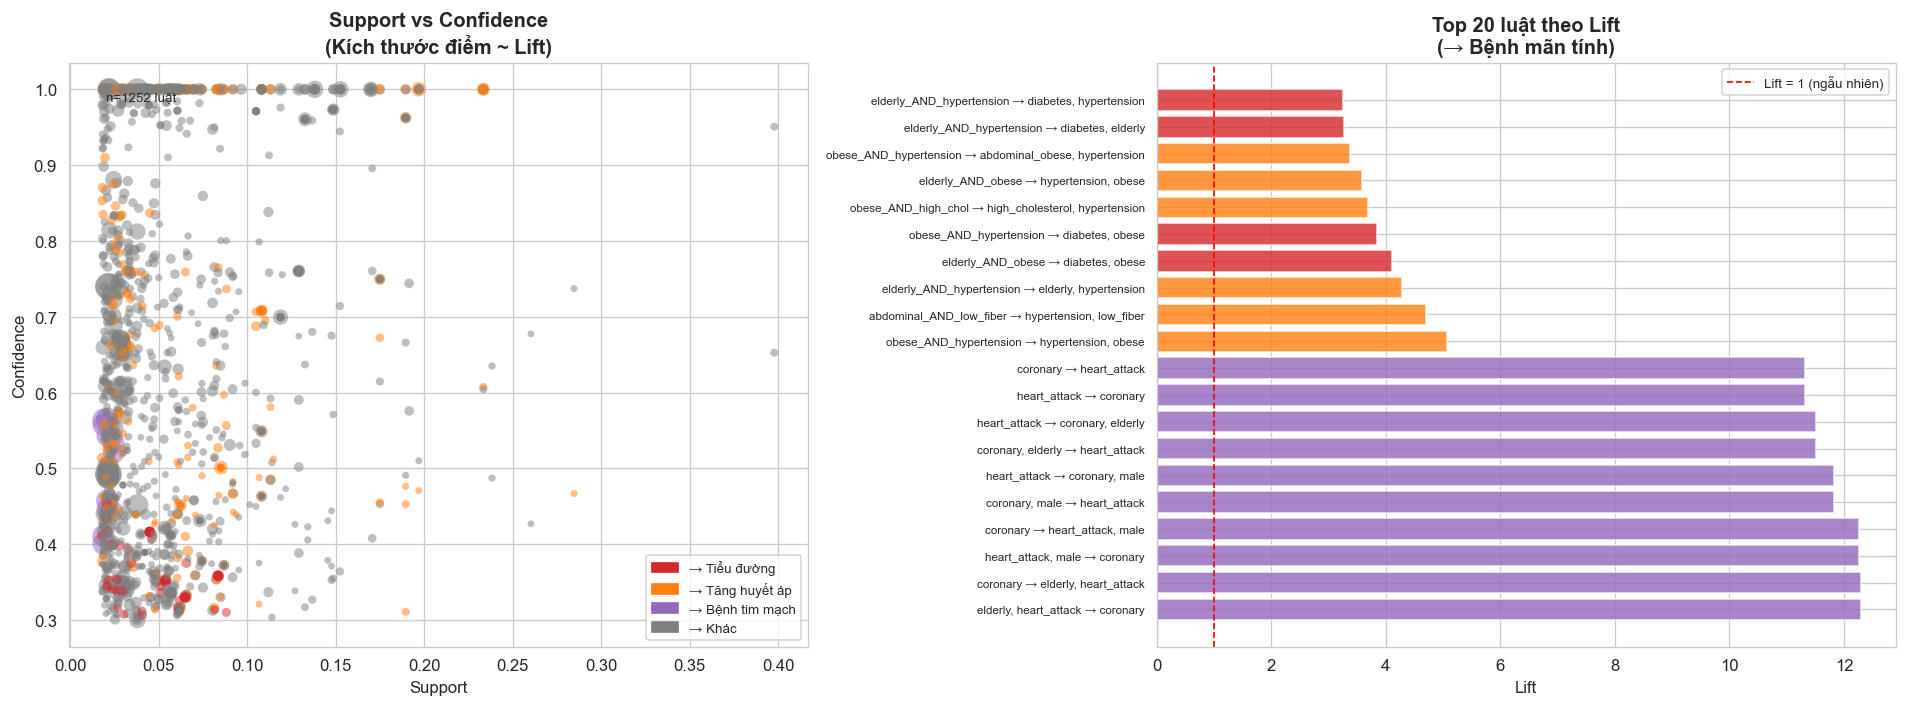 Support vs Confidence
(Kích thước điểm ~ Lift)
1.0
0.9
0.8
0.7
0.6
0.5
0.4
0.3
Confidence
n=1252 luật
→ Tiểu đường
→ Tăng huyết áp
→ Bệnh tim mạch
→ Khác
0.00 0.05 0.10 0.15 0.20 0.25 0.30 0.35 0.40
Support
Top 20 luật theo Lift
(→ Bệnh mãn tính)
Lift = 1 (ngẫu nhiên)
elderly_AND_hypertension → diabetes, hypertension
elderly_AND_hypertension → diabetes, elderly
obese_AND_hypertension → abdominal_obese, hypertension
elderly_AND_obese → hypertension, obese
obese_AND_high_chol → high_cholesterol, hypertension
obese_AND_hypertension → diabetes, obese
elderly_AND_obese → diabetes, obese
elderly_AND_hypertension → elderly, hypertension
abdominal_AND_low_fiber → hypertension, low_fiber
obese_AND_hypertension → hypertension, obese
coronary → heart_attack
heart_attack → coronary
heart_attack → coronary, elderly
coronary, elderly → heart_attack
heart_attack → coronary, male
coronary, male → heart_attack
coronary → heart_attack, male
heart_attack, male → coronary
coronary → elderly, heart_attack
elderly, heart_attack → coronary
0 2 4 6 8 10 12
Lift